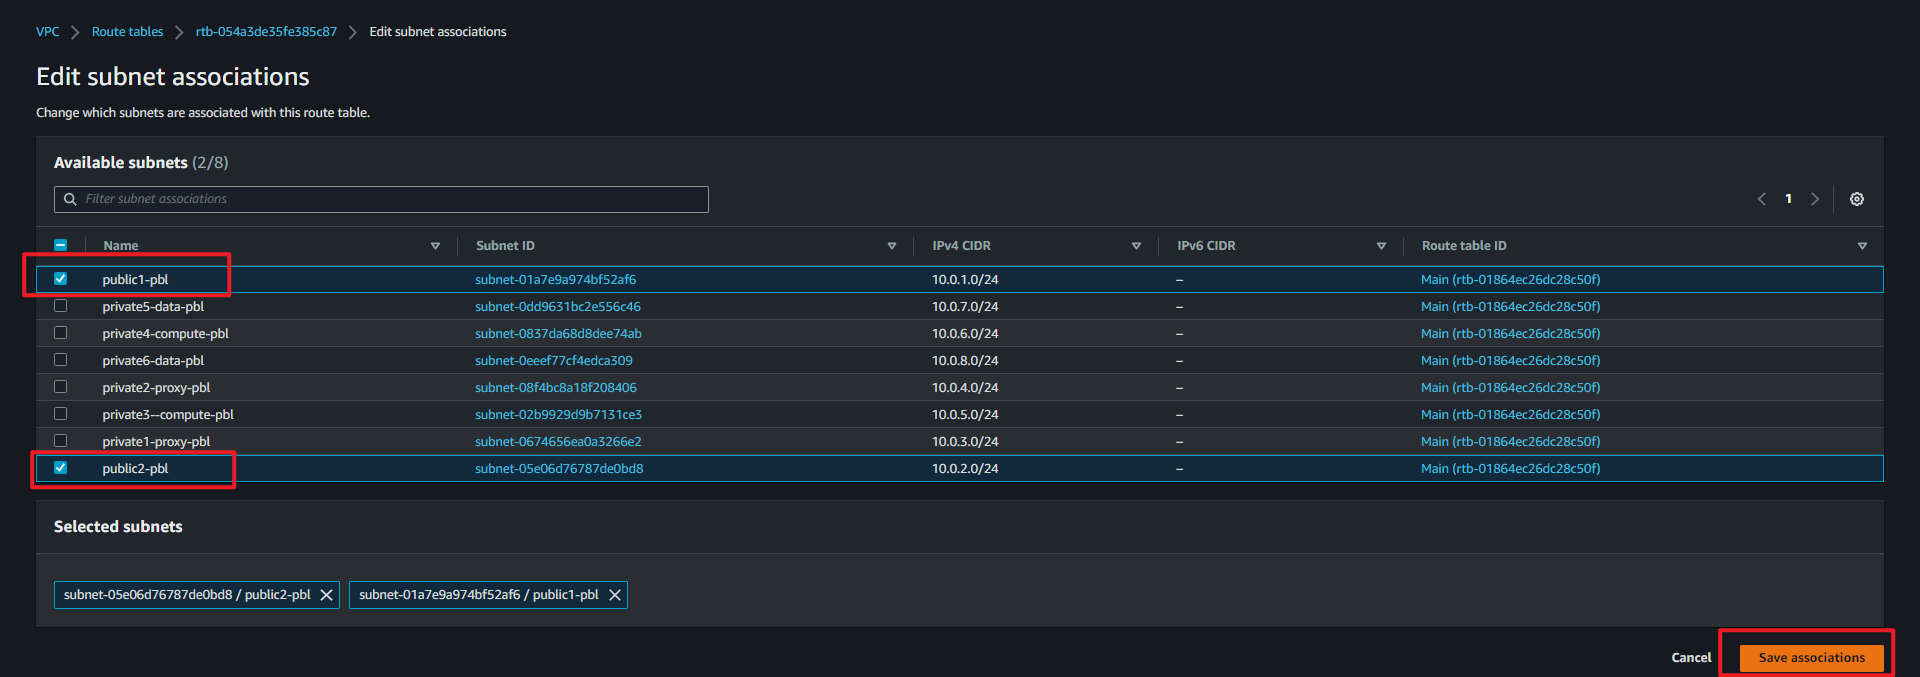 VPC > Route tables > rtb-054a3de35fe385c87 > Edit subnet associations
Edit subnet associations
Change which subnets are associated with this route table.
Available subnets (2/8)
Filter subnet associations
1
Name Subnet ID IPv4 CIDR IPv6 CIDR Route table ID
public1-pbl subnet-01a7e9a974bf52af6 10.0.1.0/24 – Main (rtb-01864ec26dc28c50f)
private5-data-pbl subnet-0dd9631bc2e556c46 10.0.7.0/24 – Main (rtb-01864ec26dc28c50f)
private4-compute-pbl subnet-0837da68d8dee74ab 10.0.6.0/24 – Main (rtb-01864ec26dc28c50f)
private6-data-pbl subnet-0eeef77cf4edca309 10.0.8.0/24 – Main (rtb-01864ec26dc28c50f)
private2-proxy-pbl subnet-08f4bc8a18f208406 10.0.4.0/24 – Main (rtb-01864ec26dc28c50f)
private3--compute-pbl subnet-02b9929d9b7131ce3 10.0.5.0/24 – Main (rtb-01864ec26dc28c50f)
private1-proxy-pbl subnet-0674656ea0a3266e2 10.0.3.0/24 – Main (rtb-01864ec26dc28c50f)
public2-pbl subnet-05e06d76787de0bd8 10.0.2.0/24 – Main (rtb-01864ec26dc28c50f)
Selected subnets
subnet-05e06d76787de0bd8 / public2-pbl subnet-01a7e9a974bf52af6 / public1-pbl
Cancel Save associations